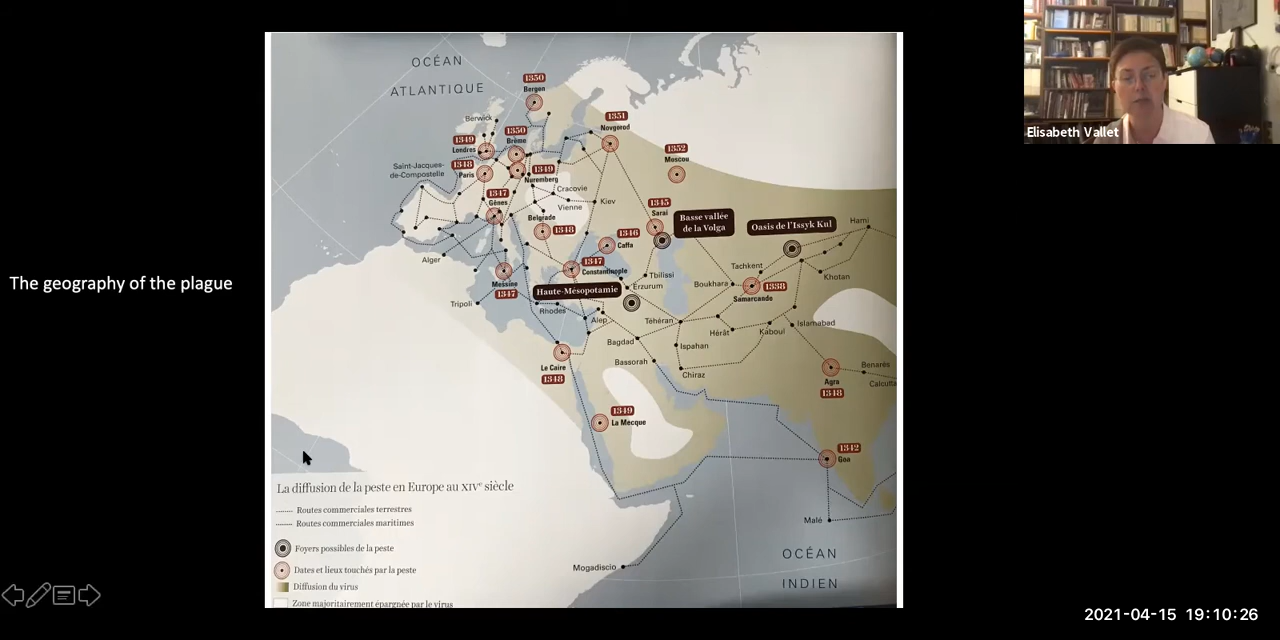 The geography of the plague
OCÉAN
ATLANTIQUE
1350
Bergen
Berwick
1349
Londres
1350
Brême
1351
Novgorod
1352
Moscou
Saint-Jacques-
de-Compostelle
1348
Paris
1349
Nuremberg
Cracovie
Vienne
Kiev
1347
Gênes
Belgrade
1348
1345
Sarai
Basse vallée
de la Volga
Oasis de l'Issyk Kul
Hami
1346
Caffa
Alger
1347
Constantinople
Tbilissi
Tachkent
Khotan
Messine
1347
Haute-Mésopotamie
Erzurum
Boukhara
1338
Samarcande
Tripoli
Rhodes
Alep
Téhéran
Hérât
Kaboul
Islamabad
Bagdad
Ispahan
Le Caire
1348
Bassorah
Chiraz
Agra
1348
Bénarès
Calcutta
1349
La Mecque
1342
Goa
Malé
Mogadiscio
OCÉAN
INDIEN
La diffusion de la peste en Europe au XIVe siècle
Routes commerciales terrestres
Routes commerciales maritimes
Foyers possibles de la peste
Dates et lieux touchés par la peste
Diffusion du virus
Zone majoritairement épargnée par le virus
Elisabeth Vallet
2021-04-15 19:10:26